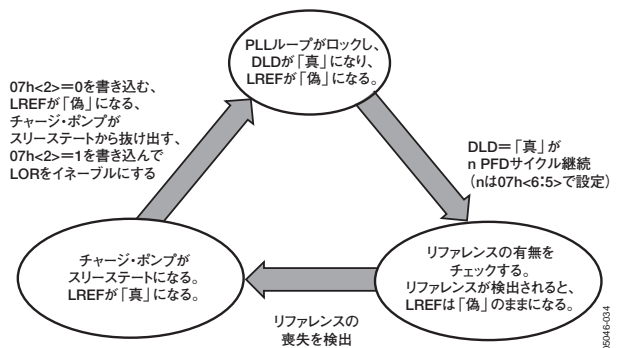 PLLループがロックし、
DLDが「真」になり、
LREFが「偽」になる。
07h<2>=0を書き込む、
LREFが「偽」になる、
チャージ・ポンプが
スリーステートから抜け出す、
07h<2>=1を書き込んで
LORをイネーブルにする
DLD=「真」が
n PFDサイクル継続
(nは07h<6:5>で設定)
チャージ・ポンプが
スリーステートになる。
LREFが「真」になる。
リファレンスの有無を
チェックする。
リファレンスが検出されると、
LREFは「偽」のままになる。
リファレンスの
喪失を検出
05046-034